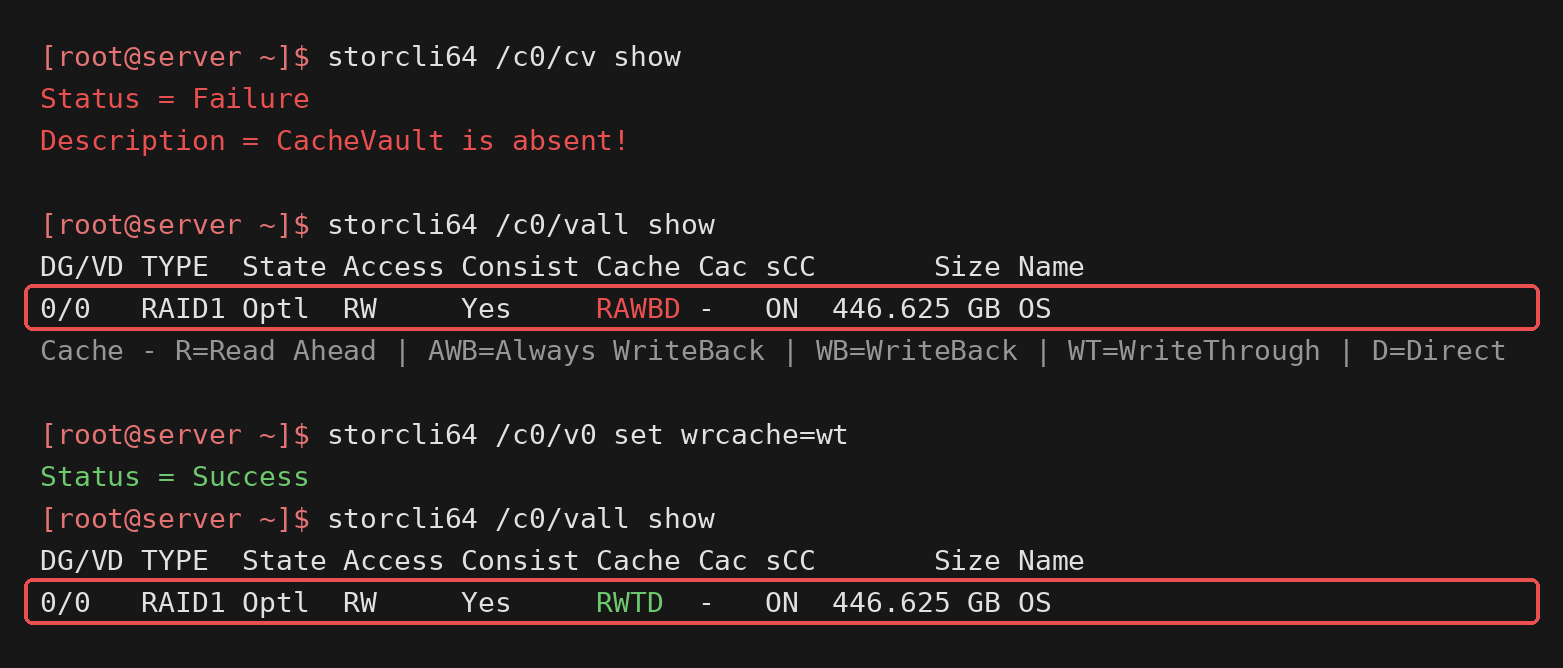 [root@server ~]$ storcli64 /c0/cv show
Status = Failure
Description = CacheVault is absent!
[root@server ~]$ storcli64 /c0/vall show
DG/VD TYPE  State Access Consist Cache Cac sCC       Size Name
0/0   RAID1 Optl  RW     Yes     RAWBD -   ON  446.625 GB OS
Cache - R=Read Ahead | AWB=Always WriteBack | WB=WriteBack | WT=WriteThrough | D=Direct
[root@server ~]$ storcli64 /c0/v0 set wrcache=wt
Status = Success
[root@server ~]$ storcli64 /c0/vall show
DG/VD TYPE  State Access Consist Cache Cac sCC       Size Name
0/0   RAID1 Optl  RW     Yes     RWTD  -   ON  446.625 GB OS